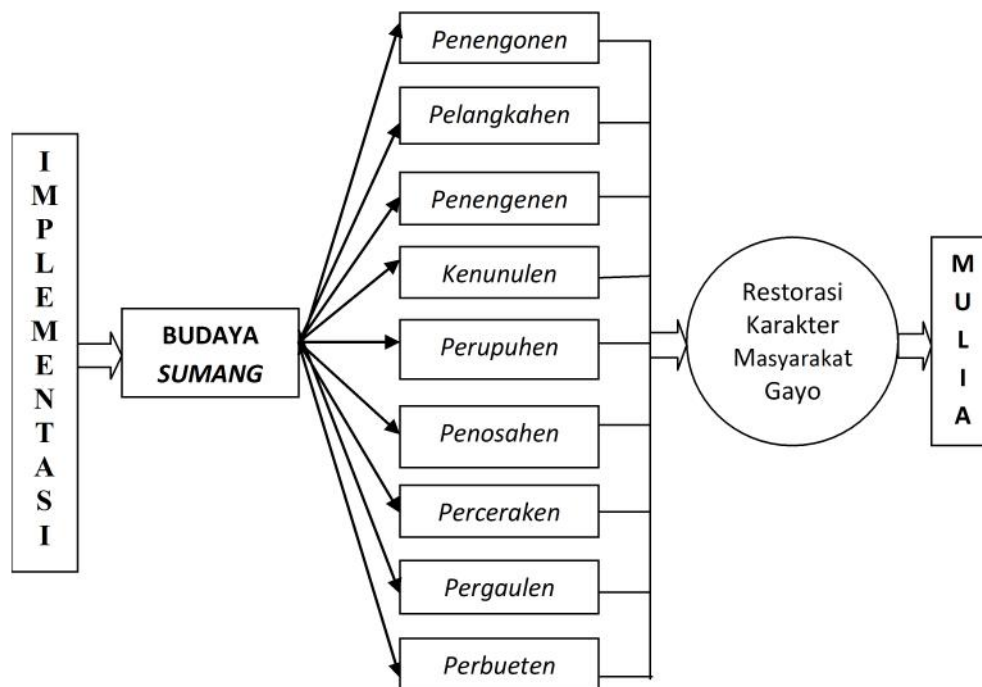 IMPLEMENTASI
BUDAYA
SUMANG
Penengonen
Pelangkahen
Penengenen
Kenunulen
Perupuhen
Penosahen
Perceraken
Pergaulen
Perbueten
Restorasi
Karakter
Masyarakat
Gayo
MULIA